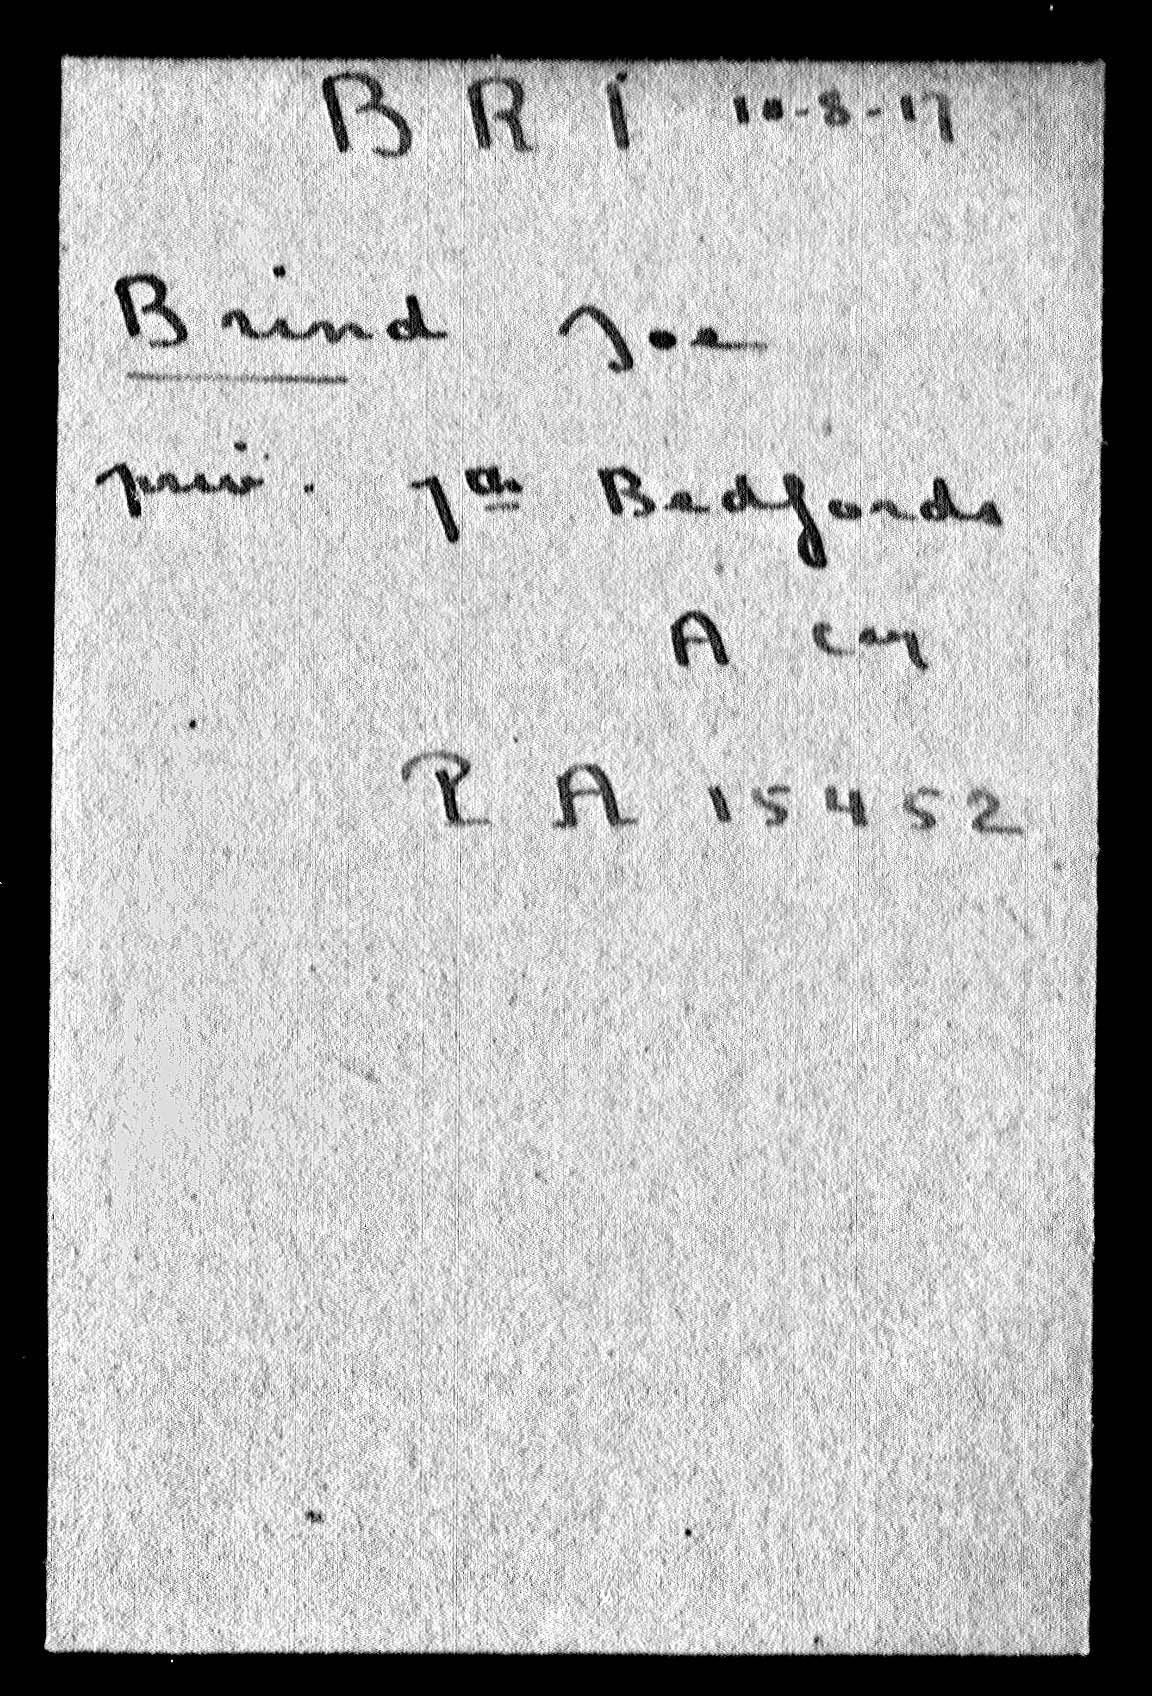 BRI 10-8-17
Brind Joe
priv. 7th Bedfords
A Coy
P A 15452